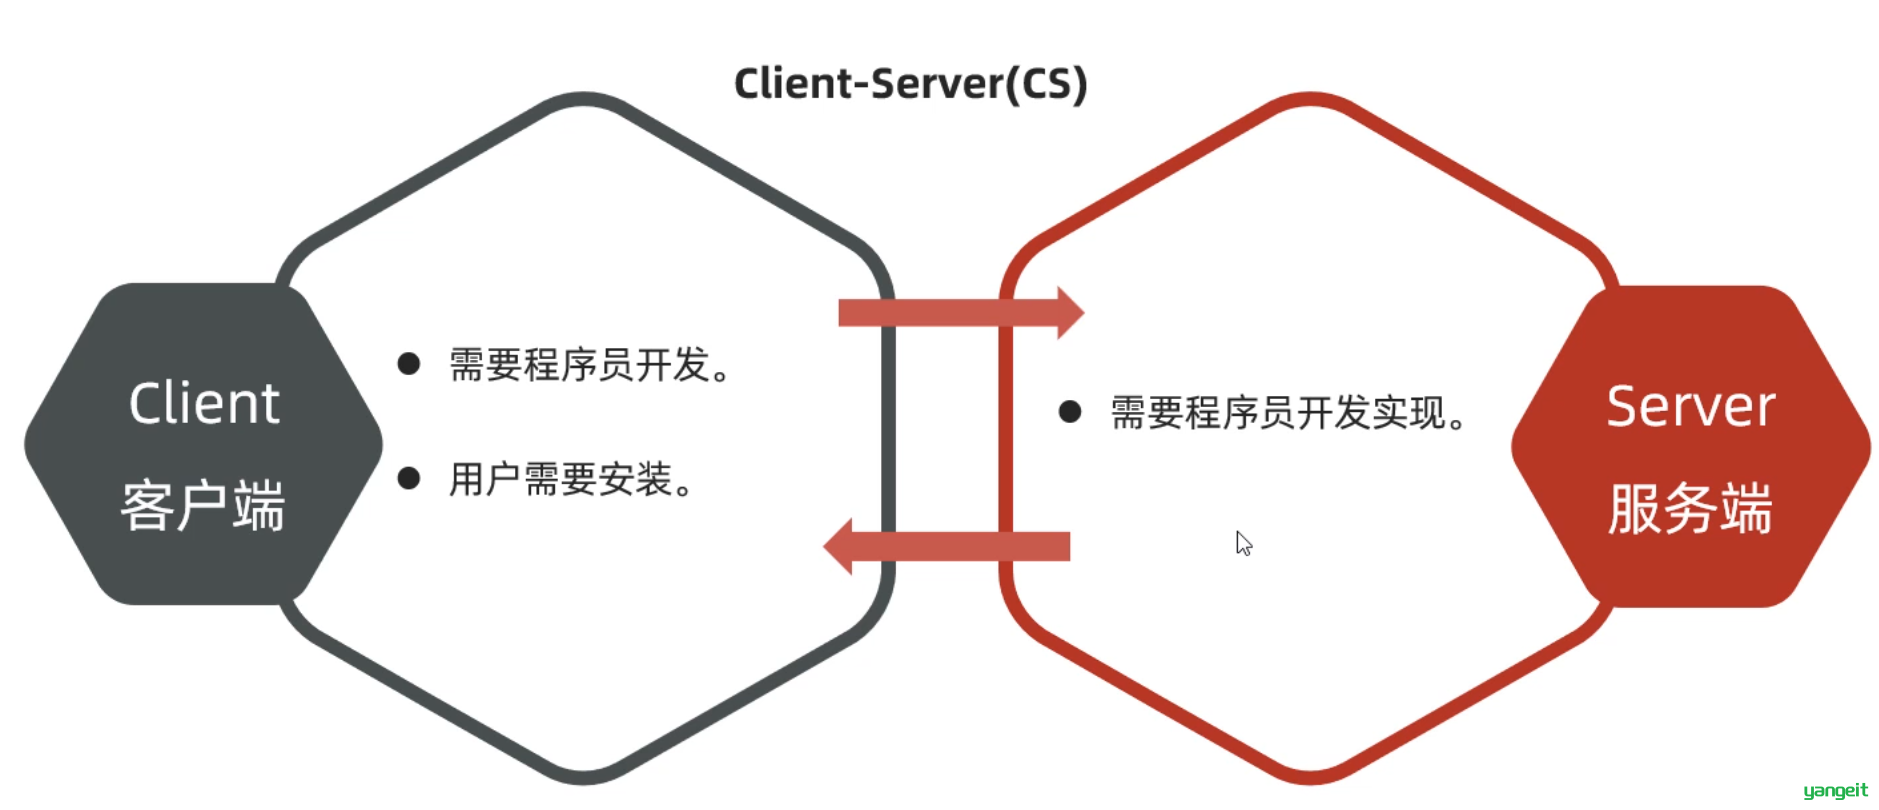 Client-Server(CS)
Client
客户端
需要程序员开发。
用户需要安装。
需要程序员开发实现。
Server
服务端
yangeit